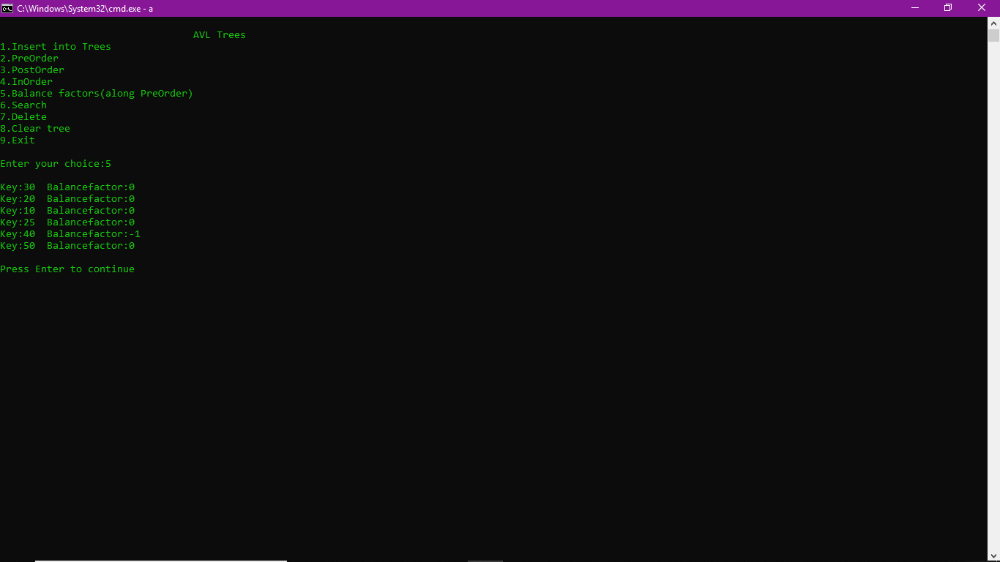 C:\Windows\System32\cmd.exe - a
AVL Trees
1.Insert into Trees
2.PreOrder
3.PostOrder
4.InOrder
5.Balance factors(along PreOrder)
6.Search
7.Delete
8.Clear tree
9.Exit
Enter your choice:5
Key:30  Balancefactor:0
Key:20  Balancefactor:0
Key:10  Balancefactor:0
Key:25  Balancefactor:0
Key:40  Balancefactor:-1
Key:50  Balancefactor:0
Press Enter to continue